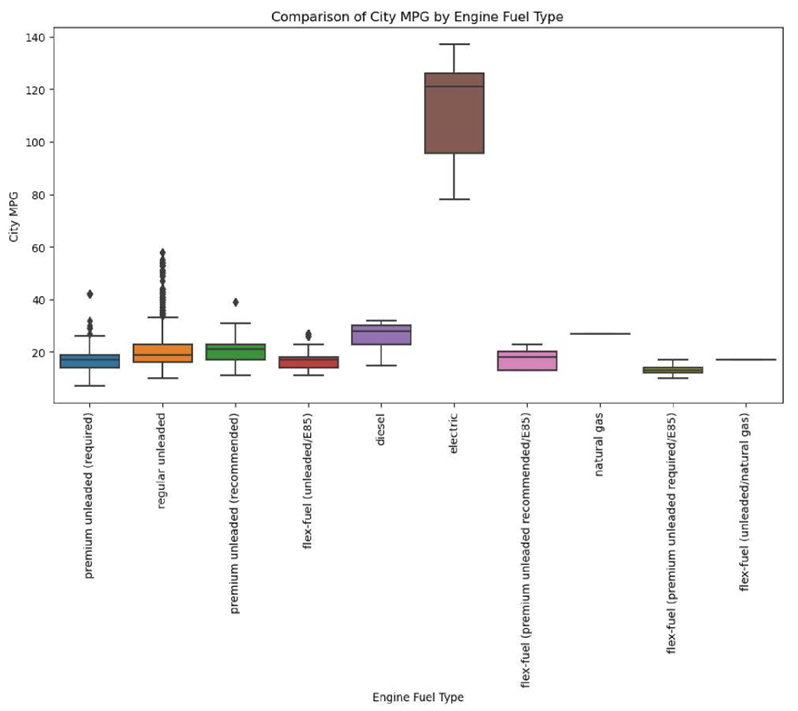 Comparison of City MPG by Engine Fuel Type
140
120
100
80
60
40
20
City MPG
premium unleaded (required)
regular unleaded
premium unleaded (recommended)
flex-fuel (unleaded/E85)
diesel
electric
flex-fuel (premium unleaded recommended/E85)
natural gas
flex-fuel (premium unleaded required/E85)
flex-fuel (unleaded/natural gas)
Engine Fuel Type